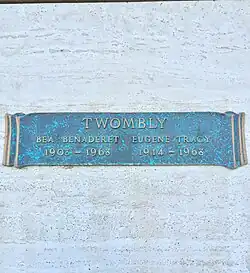 TWOMBLY
BEA BENADERET EUGENE TRACY
1906 – 1968 1914 – 1968